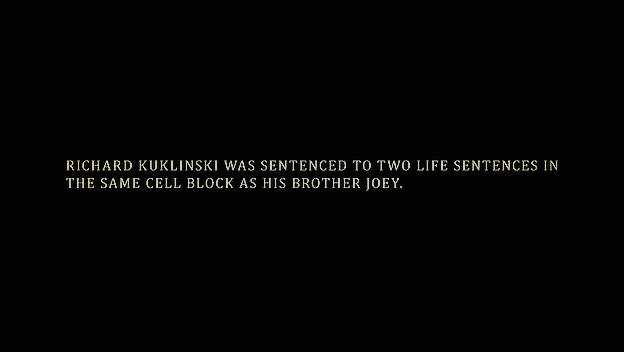 RICHARD KUKLINSKI WAS SENTENCED TO TWO LIFE SENTENCES IN
THE SAME CELL BLOCK AS HIS BROTHER JOEY.